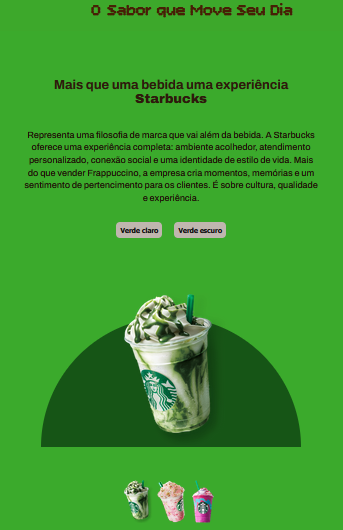 O Sabor que Move Seu Dia
Mais que uma bebida uma experiência
Starbucks
Representa uma filosofia de marca que vai além da bebida. A Starbucks
oferece uma experiência completa: ambiente acolhedor, atendimento
personalizado, conexão social e uma identidade de estilo de vida. Mais
do que vender Frappuccino, a empresa cria momentos, memórias e um
sentimento de pertencimento para os clientes. É sobre cultura, qualidade
e experiência.
Verde claro Verde escuro